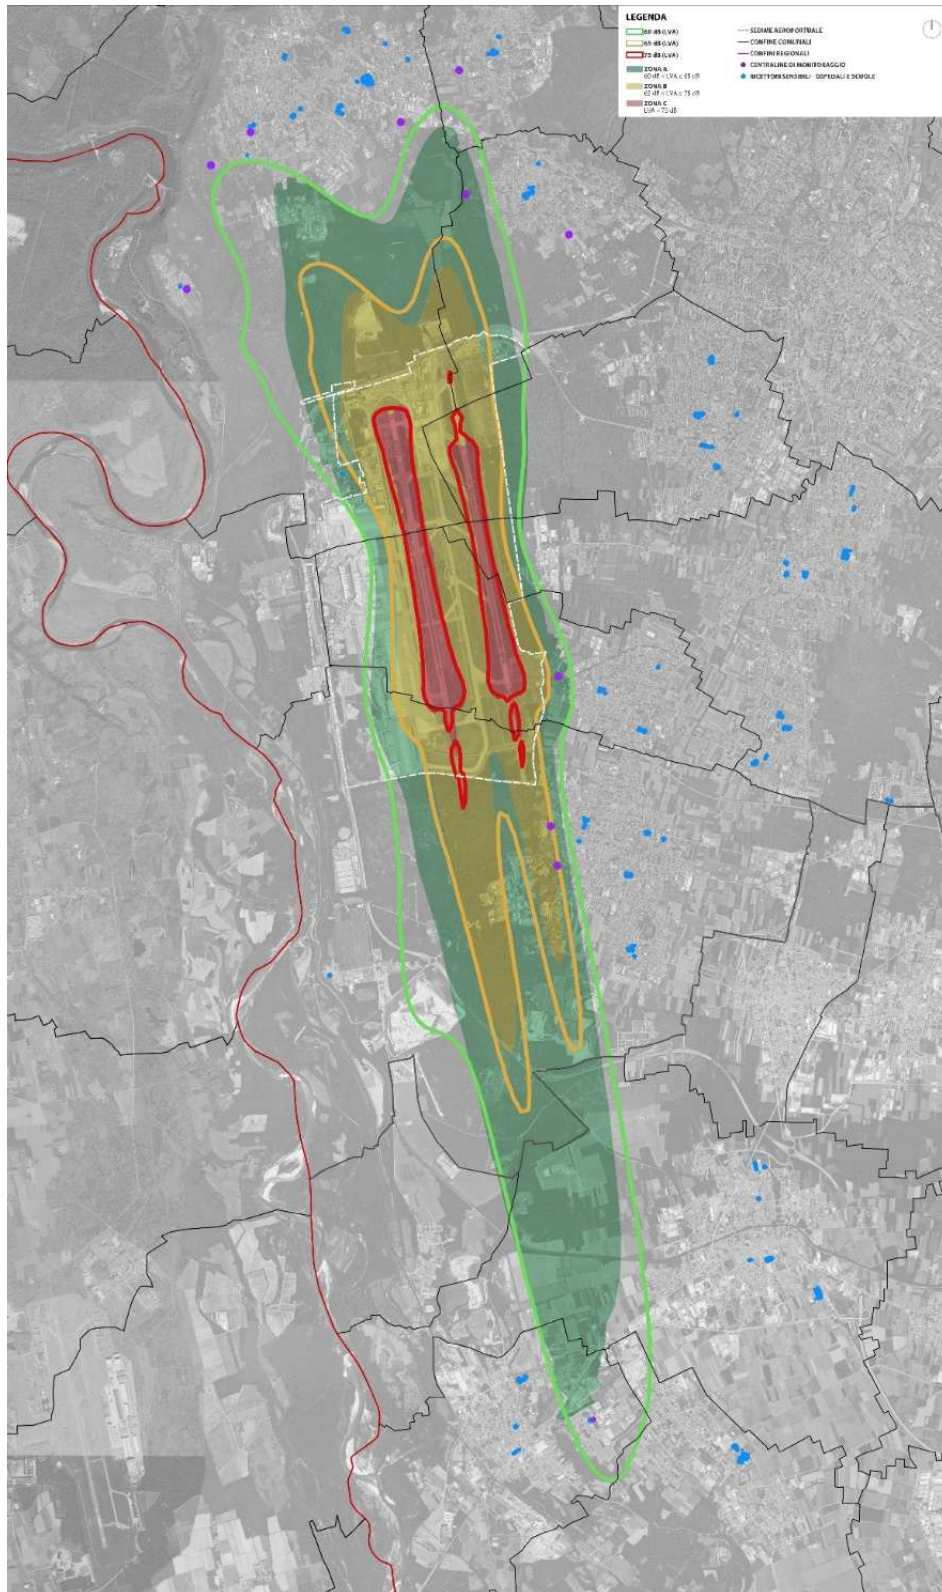 LEGENDA
60 dB (LVA)
65 dB (LVA)
75 dB (LVA)
ZONA A
60 dB < LVA ≤ 65 dB
ZONA B
65 dB < LVA ≤ 75 dB
ZONA C
LVA > 75 dB
SEDIME AEROPORTUALE
CONFINE COMUNALI
CONFINI REGIONALI
CENTRALINE DI MONITORAGGIO
RICETTORI SENSIBILI - OSPEDALI E SCUOLE